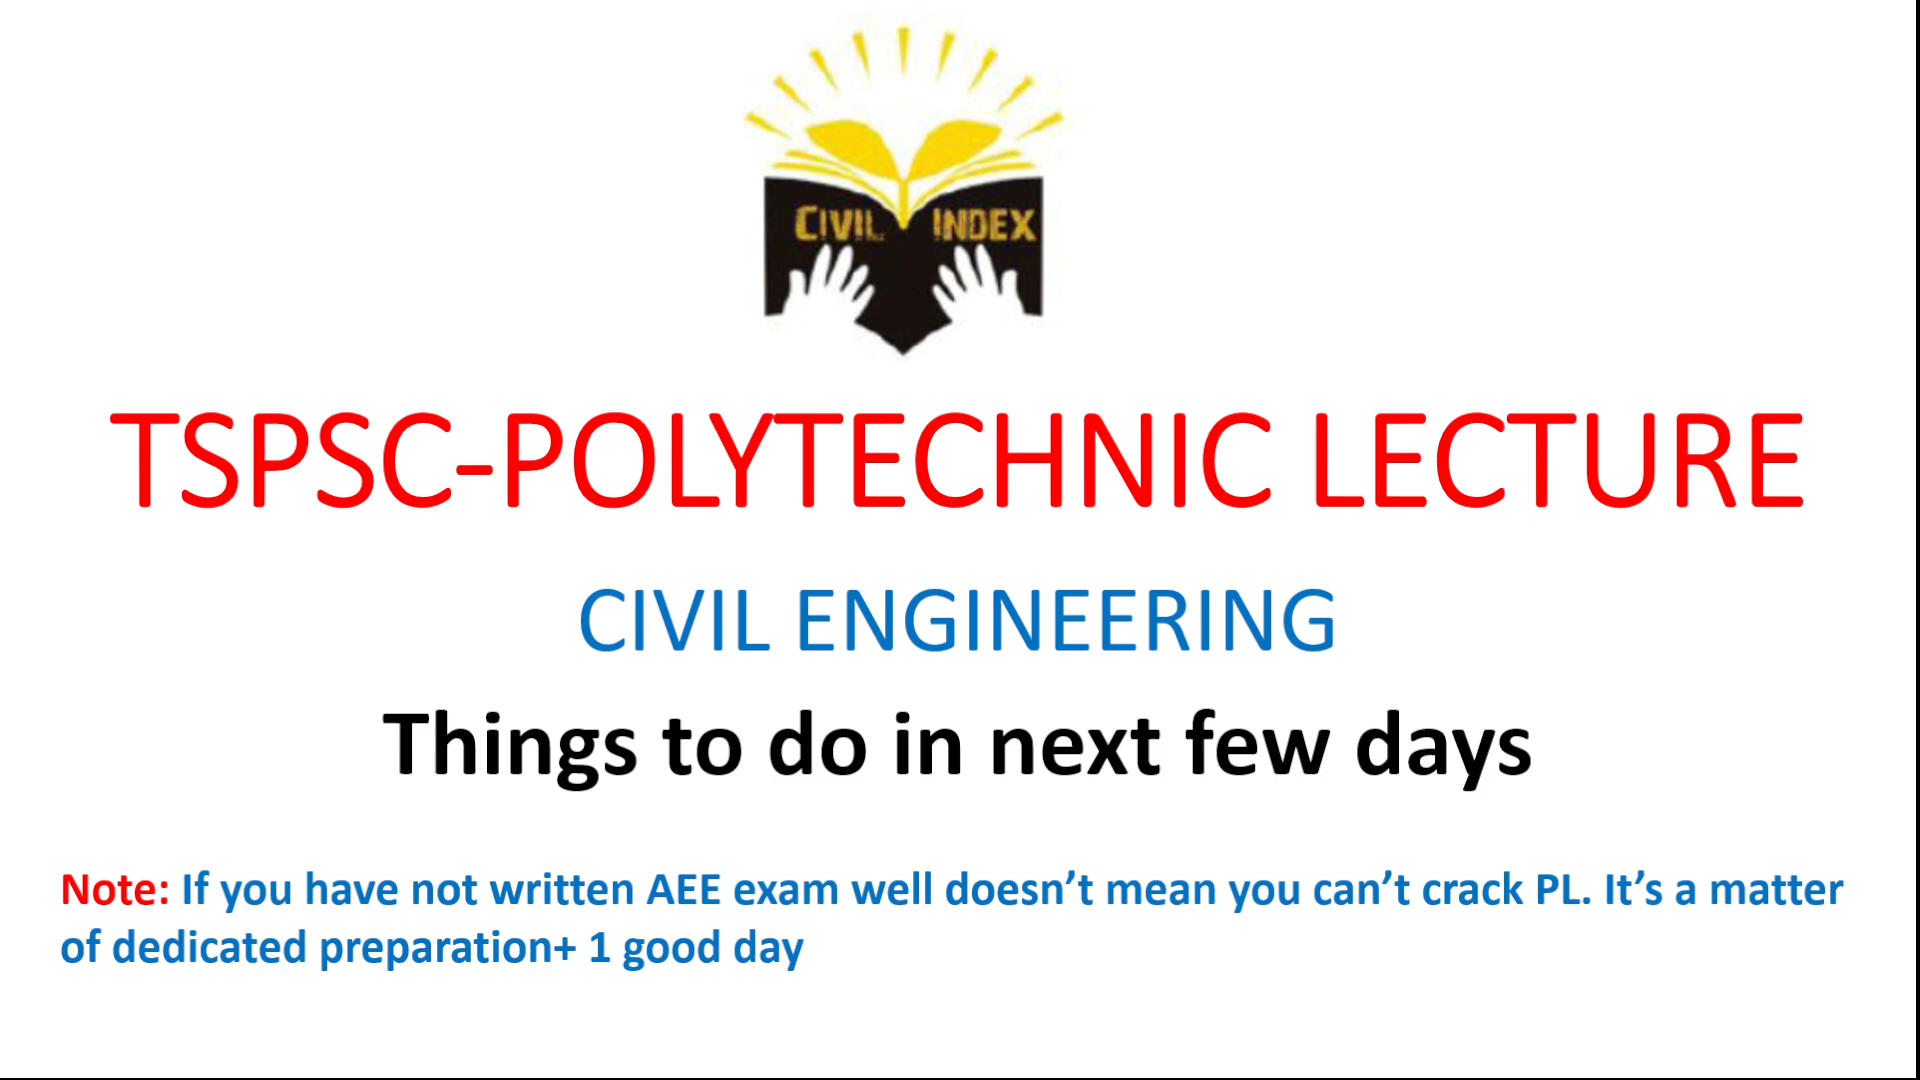 CIVIL INDEX
TSPSC-POLYTECHNIC LECTURE
CIVIL ENGINEERING
Things to do in next few days
Note: If you have not written AEE exam well doesn’t mean you can’t crack PL. It’s a matter
of dedicated preparation+ 1 good day